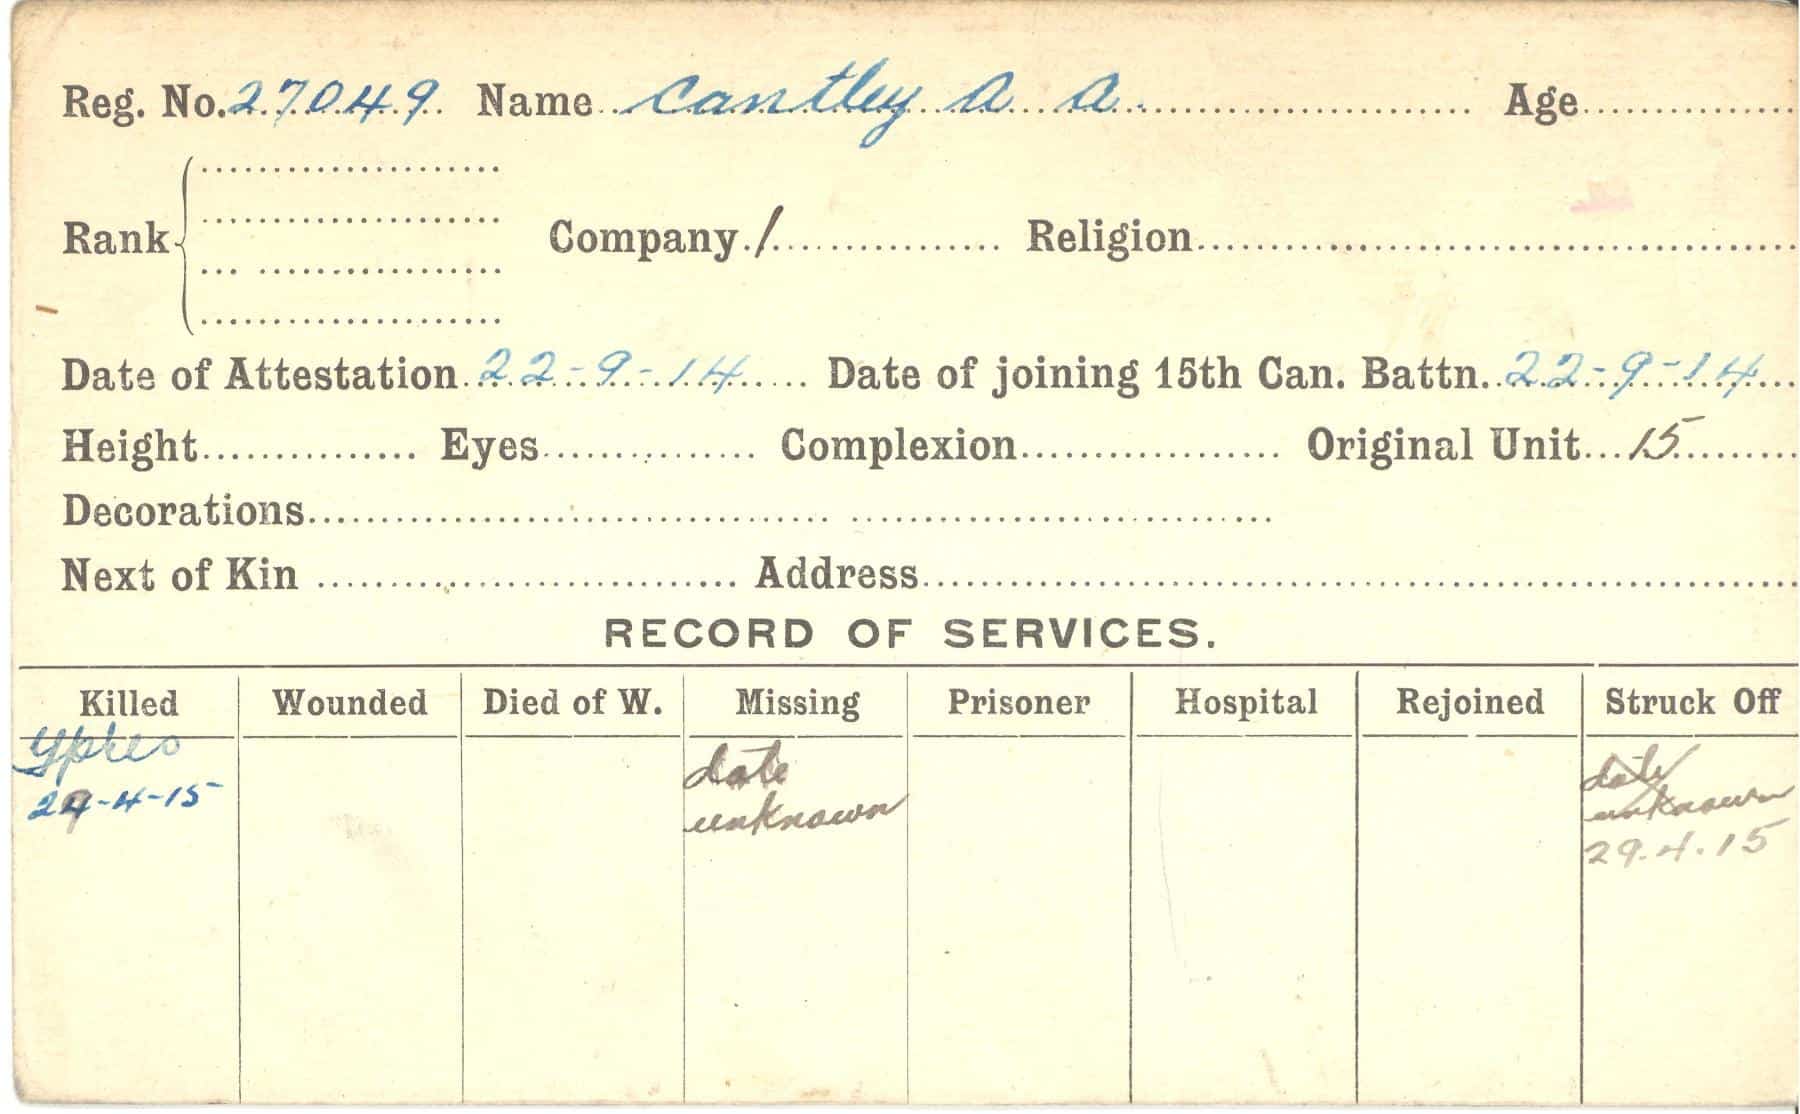 Reg. No. 27049 Name Cantley A A. Age
Rank Company 1 Religion
Date of Attestation 22-9-14 Date of joining 15th Can. Battn. 22-9-14
Height Eyes Complexion Original Unit 15
Decorations
Next of Kin Address
RECORD OF SERVICES.
Killed Wounded Died of W. Missing Prisoner Hospital Rejoined Struck Off
Ypres date date
-4-15 unknown unknown
29.4.15